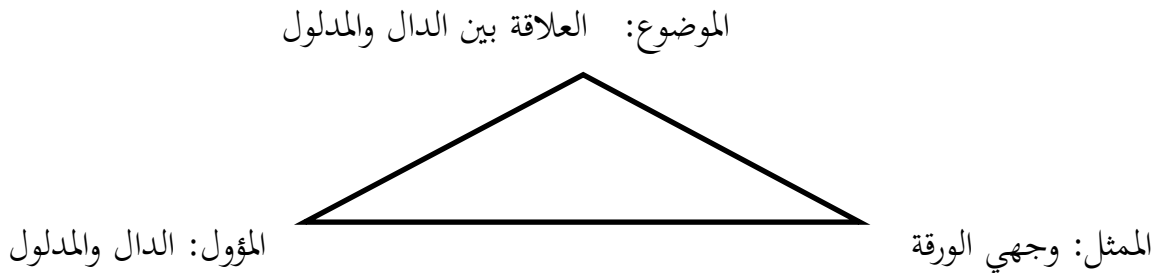 الموضوع: العلاقة بين الدال والمدلول
الممثل: وجهي الورقة
المؤول: الدال والمدلول